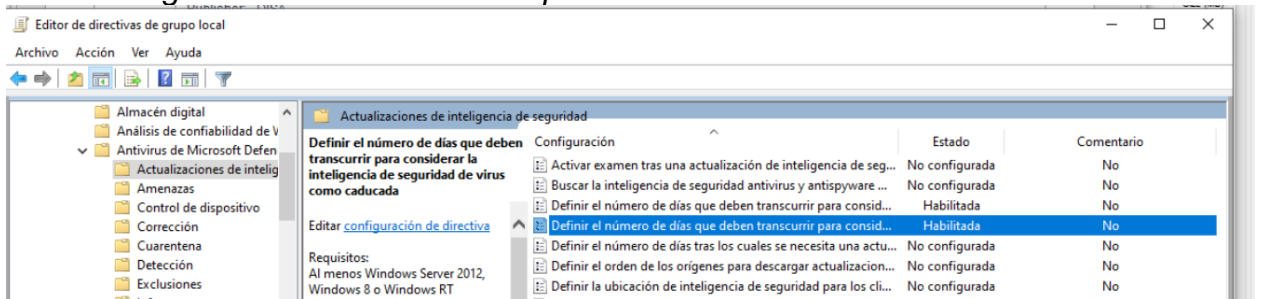 Editor de directivas de grupo local
Archivo Acción Ver Ayuda
Almacén digital
Análisis de confiabilidad de
Antivirus de Microsoft Defen
Actualizaciones de intelig
Amenazas
Control de dispositivo
Corrección
Cuarentena
Detección
Exclusiones
Actualizaciones de inteligencia de seguridad
Definir el número de días que deben
transcurrir para considerar la
inteligencia de seguridad de virus
como caducada
Editar configuración de directiva
Requisitos:
Al menos Windows Server 2012,
Windows 8 o Windows RT
Configuración Estado Comentario
Activar examen tras una actualización de inteligencia de seg... No configurada No
Buscar la inteligencia de seguridad antivirus y antispyware ... No configurada No
Definir el número de días que deben transcurrir para consid... Habilitada No
Definir el número de días que deben transcurrir para consid... Habilitada No
Definir el número de días tras los cuales se necesita una actu... No configurada No
Definir el orden de los orígenes para descargar actualizacion... No configurada No
Definir la ubicación de inteligencia de seguridad para los cli... No configurada No